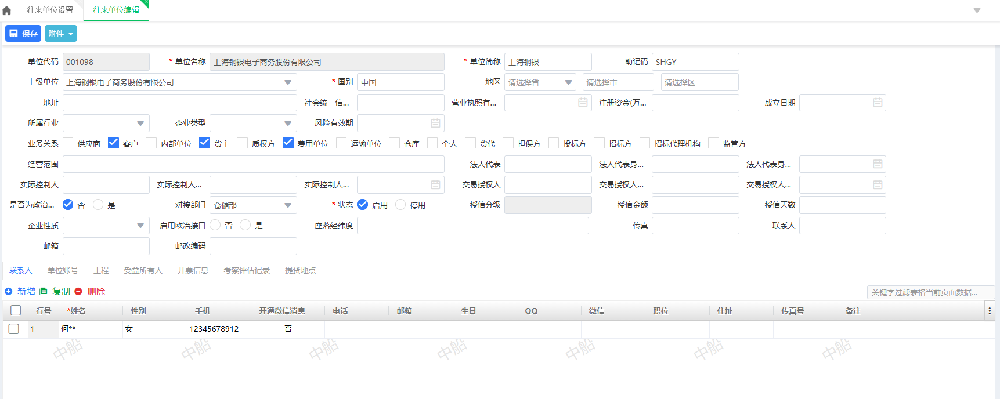 往来单位设置 往来单位编辑
保存 附件
单位代码 001098 * 单位名称 上海钢银电子商务股份有限公司 * 单位简称 上海钢银 助记码 SHGY
上级单位 上海钢银电子商务股份有限公司 * 国别 中国 地区 请选择省 请选择市 请选择区
地址 社会统一信... 营业执照有... 注册资金(万... 成立日期
所属行业 企业类型 风险有效期
业务关系 供应商 客户 内部单位 货主 质权方 费用单位 运输单位 仓库 个人 货代 担保方 投标方 招标方 招标代理机构 监管方
经营范围 法人代表 法人代表身... 法人代表身...
实际控制人 实际控制人... 实际控制人... 交易授权人 交易授权人... 交易授权人...
是否为政治... 否 是 对接部门 仓储部 * 状态 启用 停用 授信分级 授信金额 授信天数
企业性质 启用欧冶接口 否 是 座落经纬度 传真 联系人
邮箱 邮政编码
联系人 单位账号 工程 受益所有人 开票信息 考察评估记录 提货地点
新增 复制 删除 关键字过滤表格当前页面数据...
行号 *姓名 性别 手机 开通微信消息 电话 邮箱 生日 QQ 微信 职位 住址 传真号 备注
1 何** 女 12345678912 否
中船 中船 中船 中船 中船 中船 中船